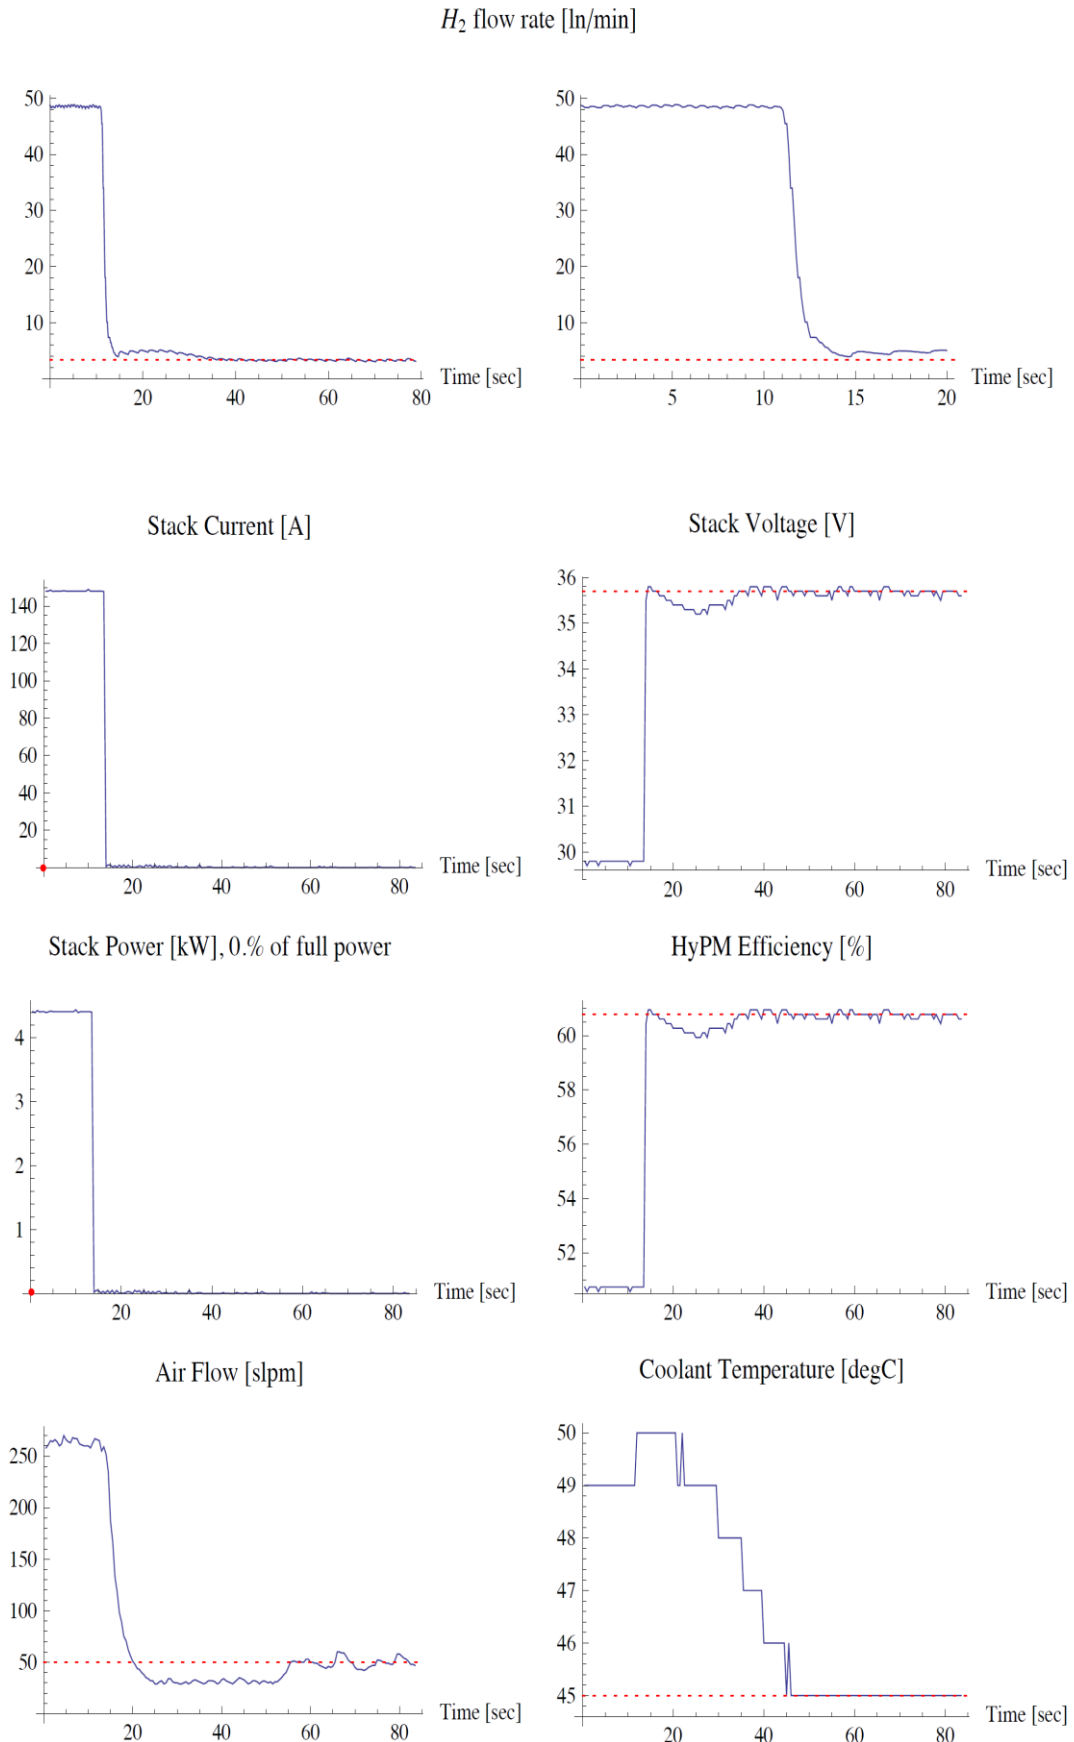 H₂ flow rate [ln/min]
50
40
30
20
10
20 40 60 80
Time [sec]
50
40
30
20
10
5 10 15 20
Time [sec]
Stack Current [A]
140
120
100
80
60
40
20
20 40 60 80
Time [sec]
Stack Voltage [V]
36
35
34
33
32
31
30
20 40 60 80
Time [sec]
Stack Power [kW], 0.% of full power
4
3
2
1
20 40 60 80
Time [sec]
HyPM Efficiency [%]
60
58
56
54
52
20 40 60 80
Time [sec]
Air Flow [slpm]
250
200
150
100
50
20 40 60 80
Time [sec]
Coolant Temperature [degC]
50
49
48
47
46
45
20 40 60 80
Time [sec]